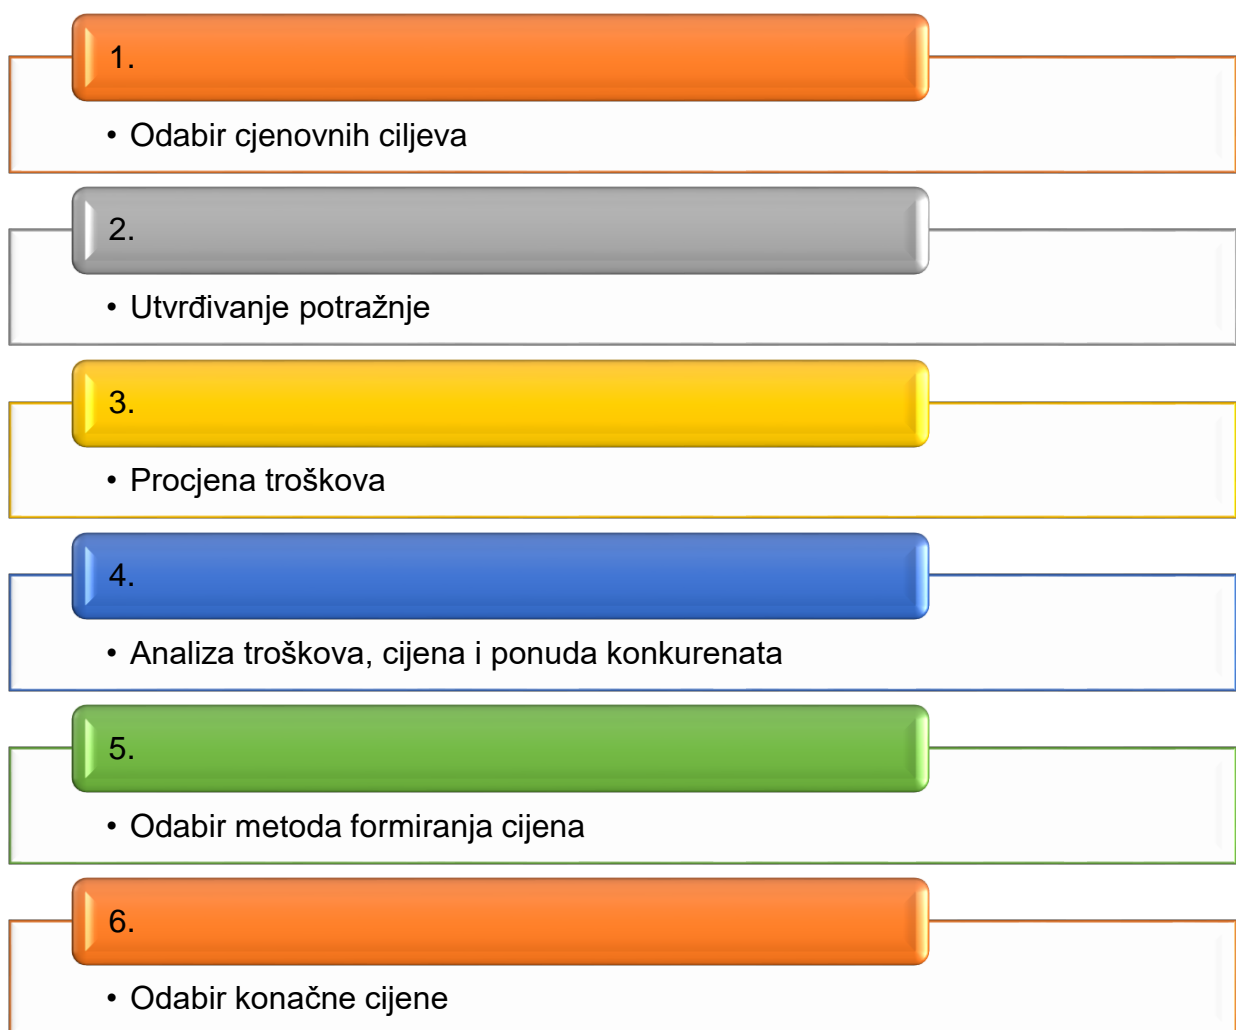 1.
• Odabir cjenovnih ciljeva
2.
• Utvrđivanje potražnje
3.
• Procjena troškova
4.
• Analiza troškova, cijena i ponuda konkurenata
5.
• Odabir metoda formiranja cijena
6.
• Odabir konačne cijene